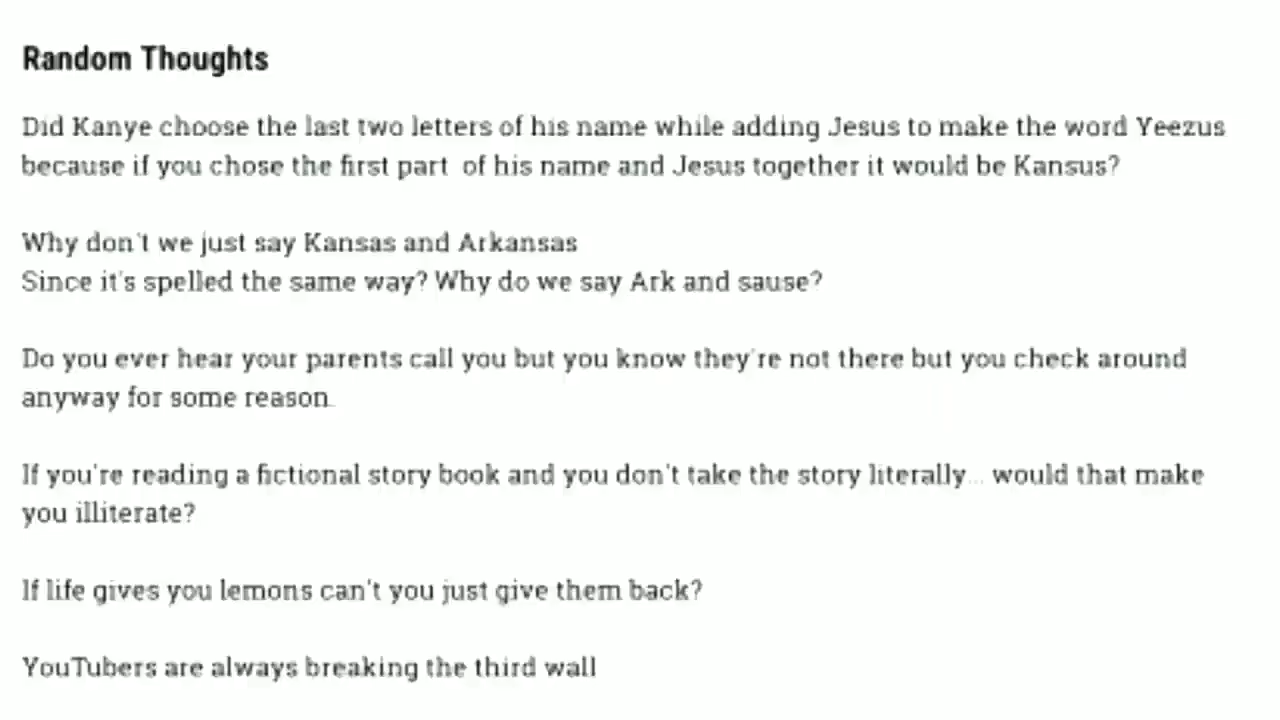 Random Thoughts
Did Kanye choose the last two letters of his name while adding Jesus to make the word Yeezus
because if you chose the first part of his name and Jesus together it would be Kansus?
Why don't we just say Kansas and Arkansas
Since it's spelled the same way? Why do we say Ark and sause?
Do you ever hear your parents call you but you know they're not there but you check around
anyway for some reason.
If you're reading a fictional story book and you don't take the story literally... would that make
you illiterate?
If life gives you lemons can't you just give them back?
YouTubers are always breaking the third wall